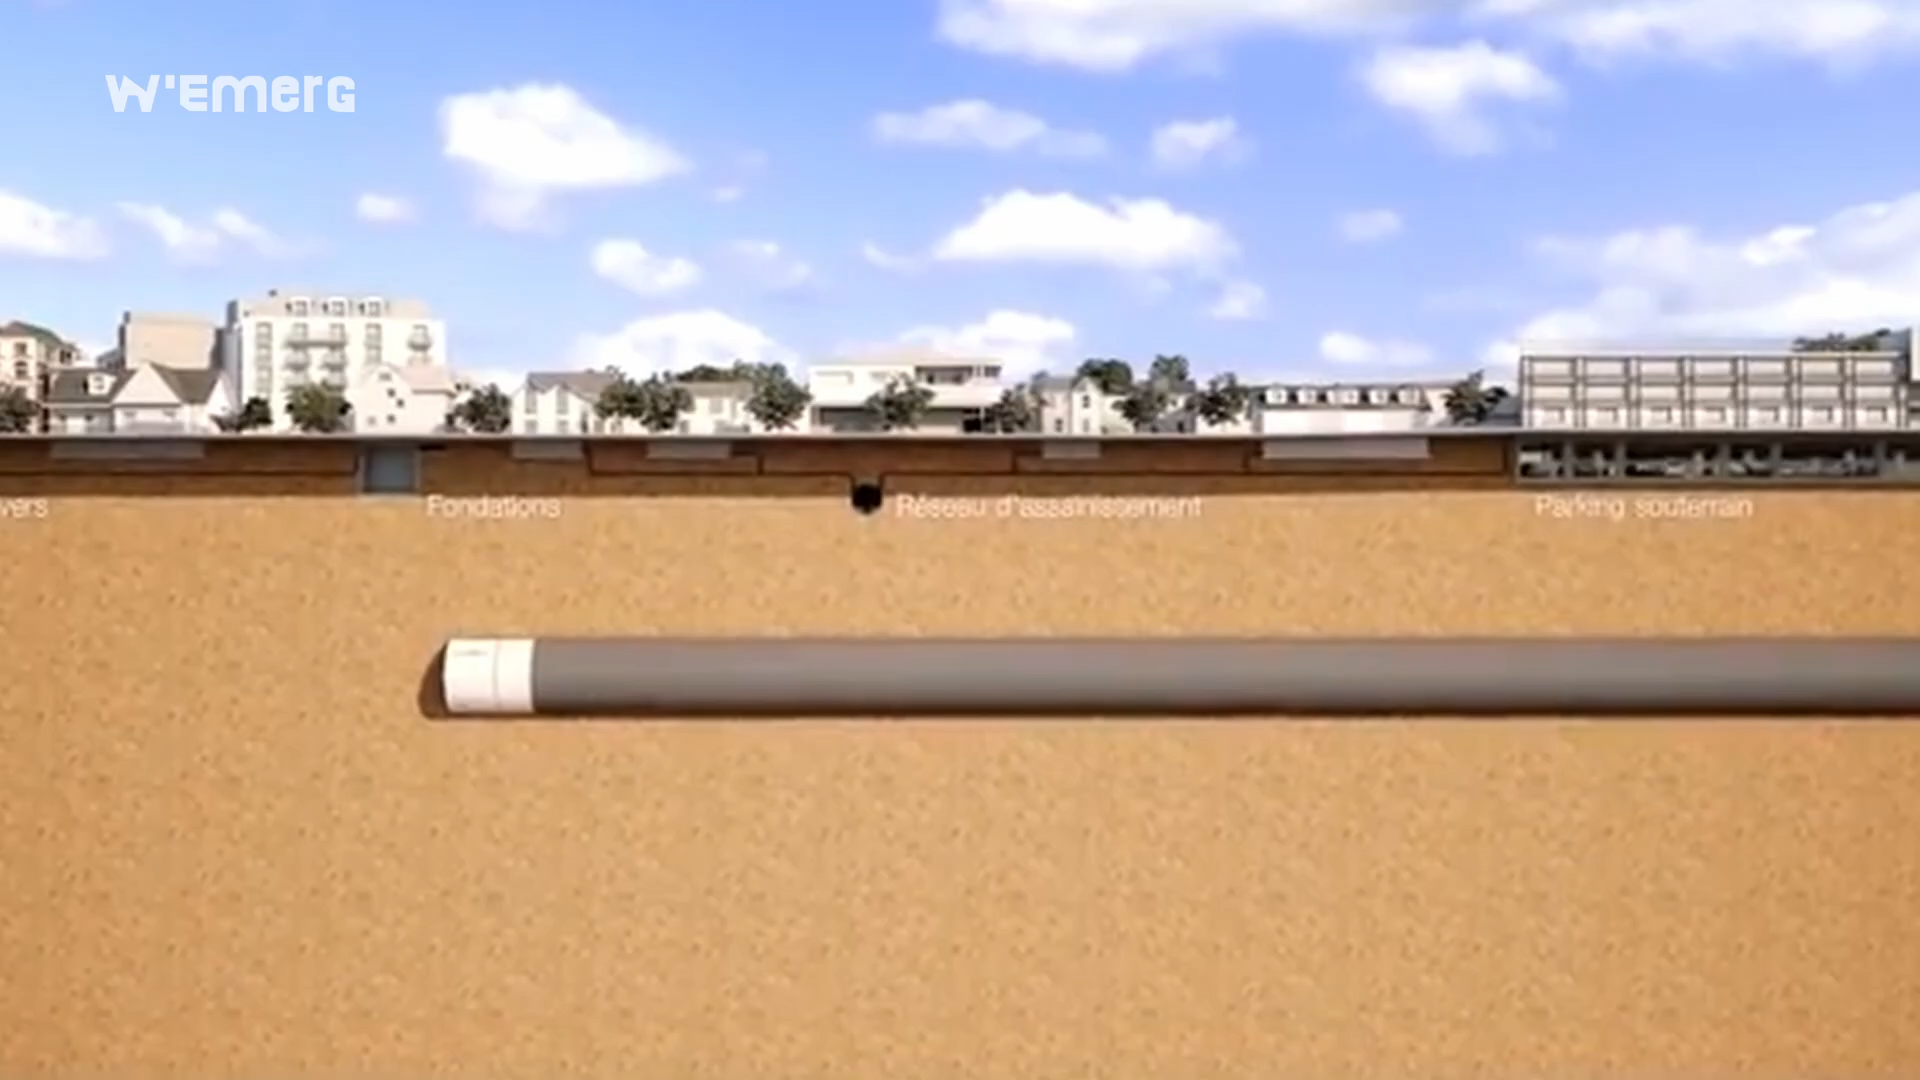 W'Emerg
vers
Fondations
Réseau d'assainissement
Parking souterrain